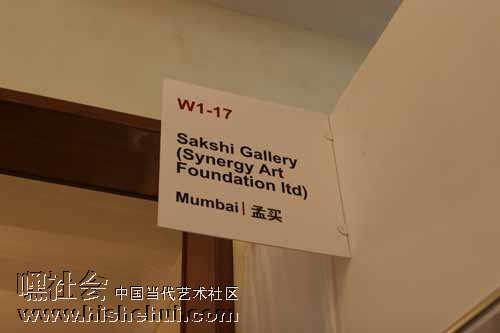 W1-17
Sakshi Gallery
(Synergy Art
Foundation ltd)
Mumbai| 孟买
嘿社会 中国当代艺术社区
www.hishehui.com